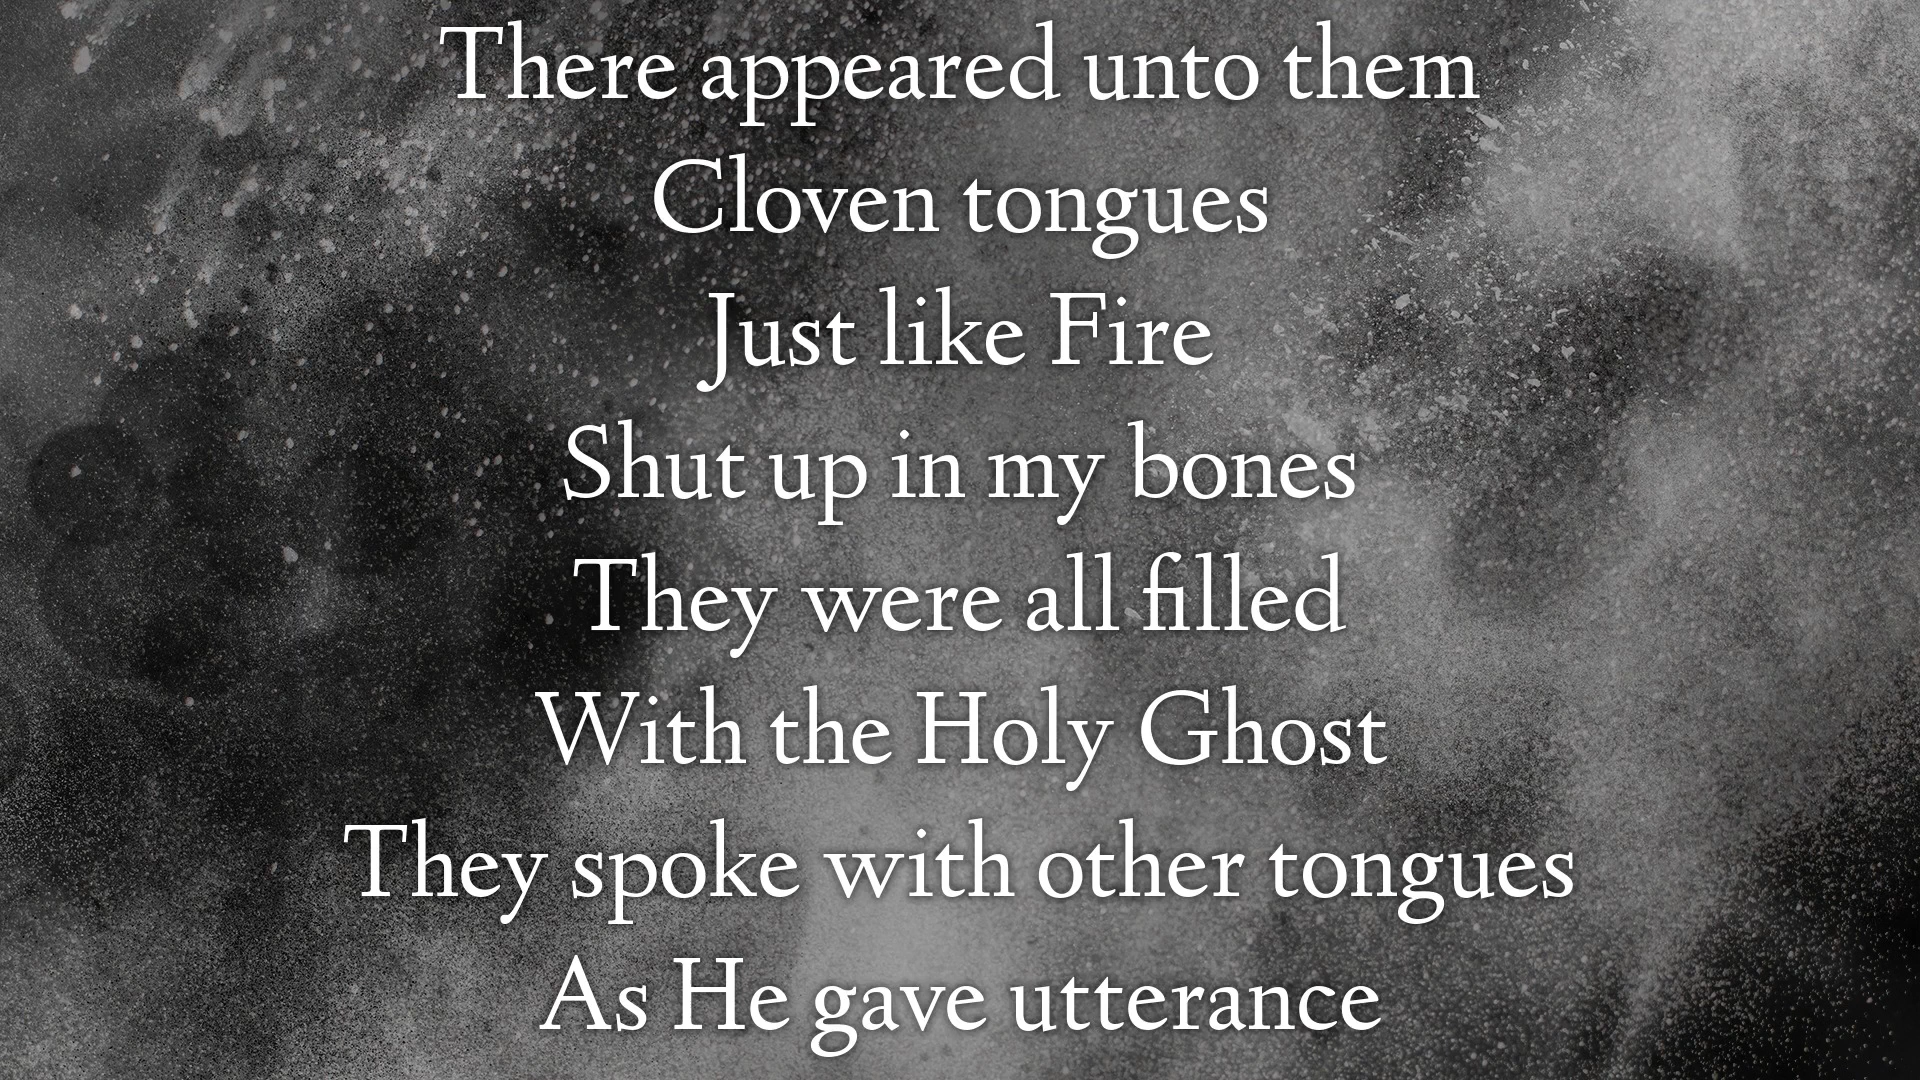 There appeared unto them
Cloven tongues
Just like Fire
Shut up in my bones
They were all filled
With the Holy Ghost
They spoke with other tongues
As He gave utterance